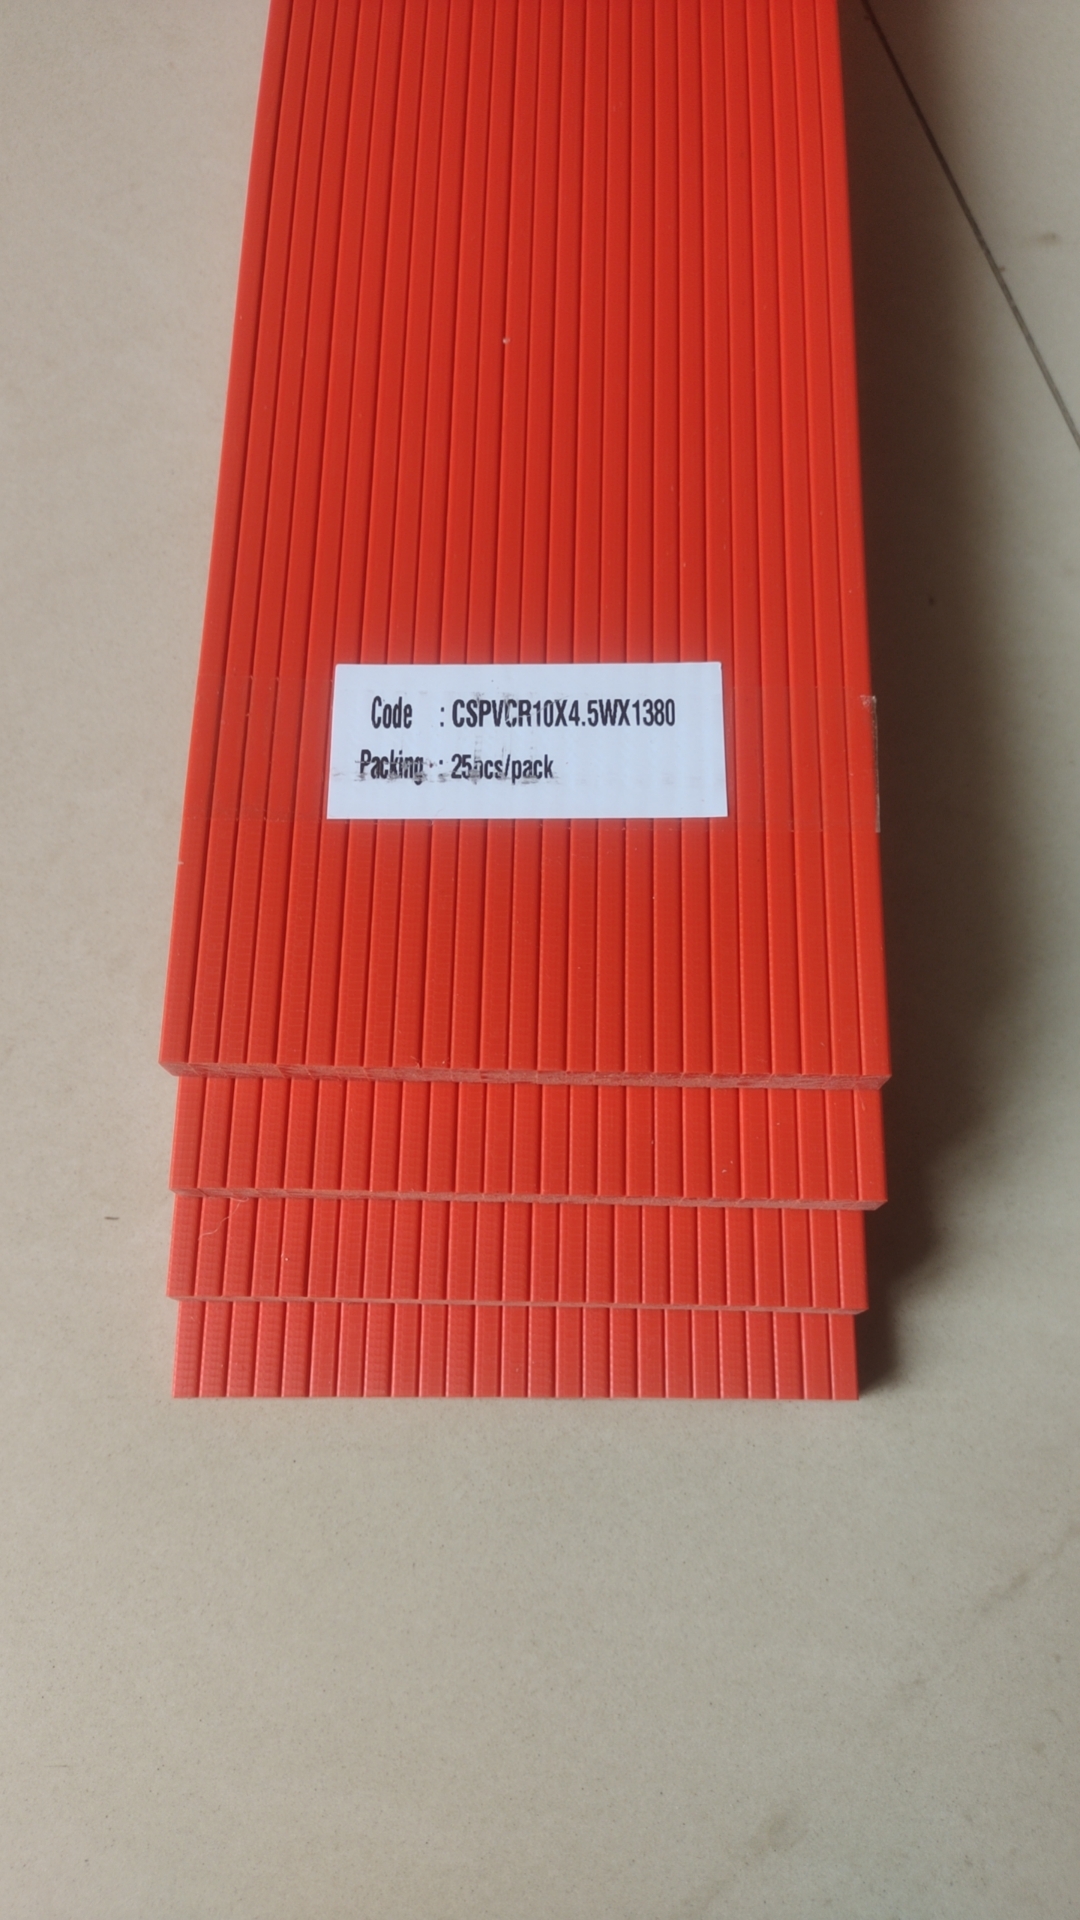 Code : CSPVCR10X4.5WX1380
Packing : 25pcs/pack